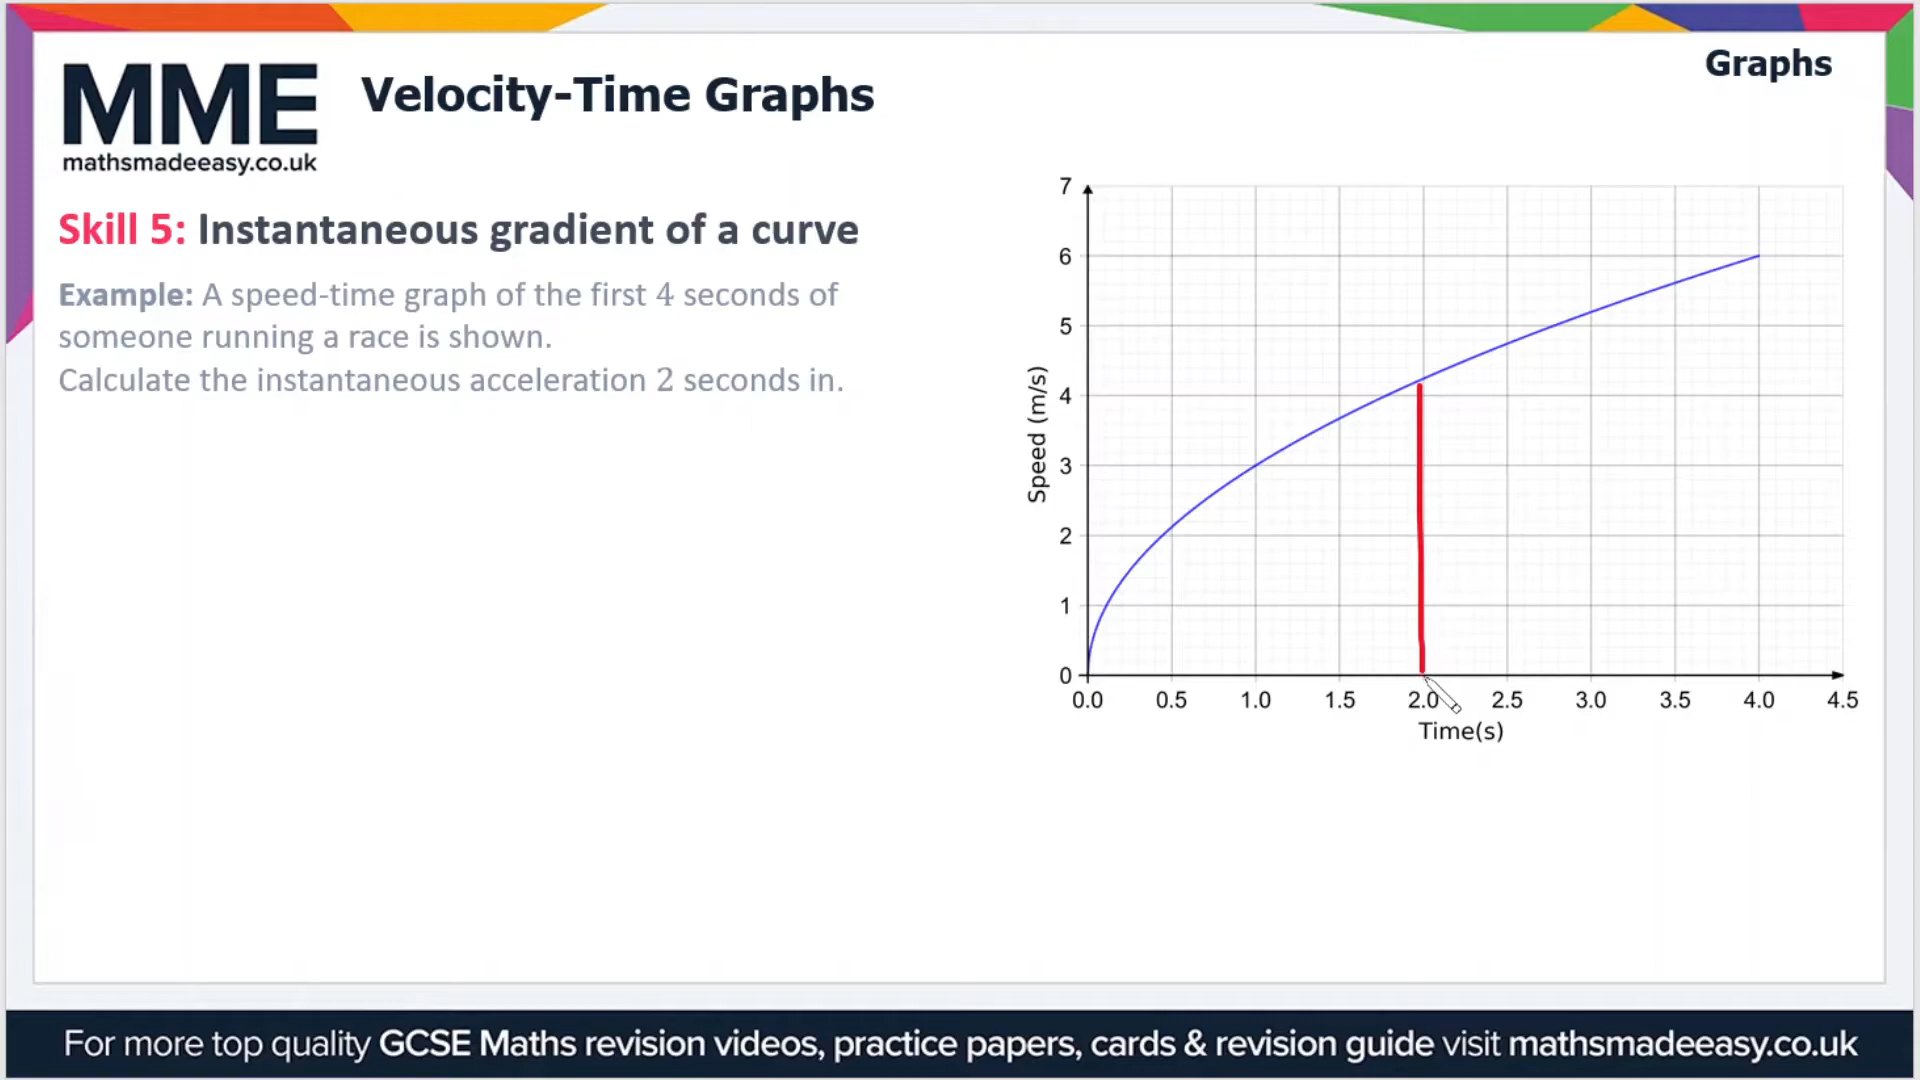 Graphs
MME
mathsmadeeasy.co.uk
Velocity-Time Graphs
Skill 5: Instantaneous gradient of a curve
Example: A speed-time graph of the first 4 seconds of
someone running a race is shown.
Calculate the instantaneous acceleration 2 seconds in.
7
6
5
4
3
2
1
0
Speed (m/s)
0.0 0.5 1.0 1.5 2.0 2.5 3.0 3.5 4.0 4.5
Time(s)
For more top quality GCSE Maths revision videos, practice papers, cards & revision guide visit mathsmadeeasy.co.uk